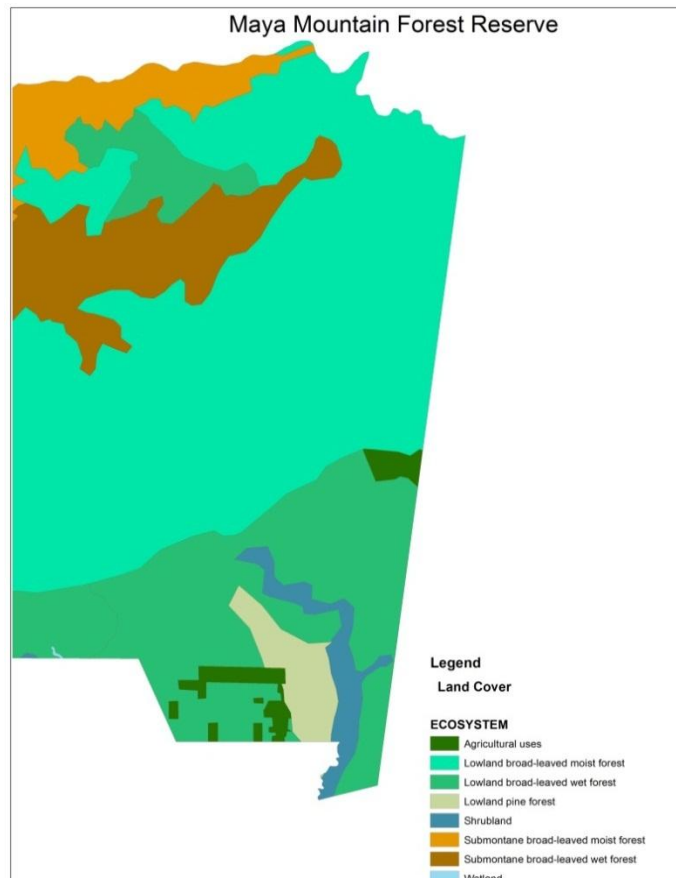 Maya Mountain Forest Reserve
Legend
Land Cover
ECOSYSTEM
Agricultural uses
Lowland broad-leaved moist forest
Lowland broad-leaved wet forest
Lowland pine forest
Shrubland
Submontane broad-leaved moist forest
Submontane broad-leaved wet forest
Wetland